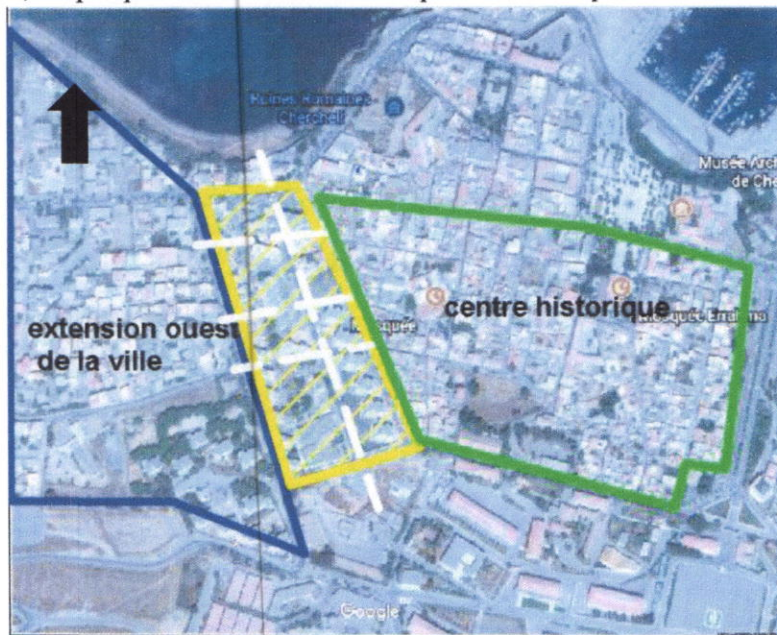 Ruines Romaines
Cherchell
Musée Arc
de Che
extension ouest
de la ville
Mosquée
centre historique
Mosquée Errahma
Google